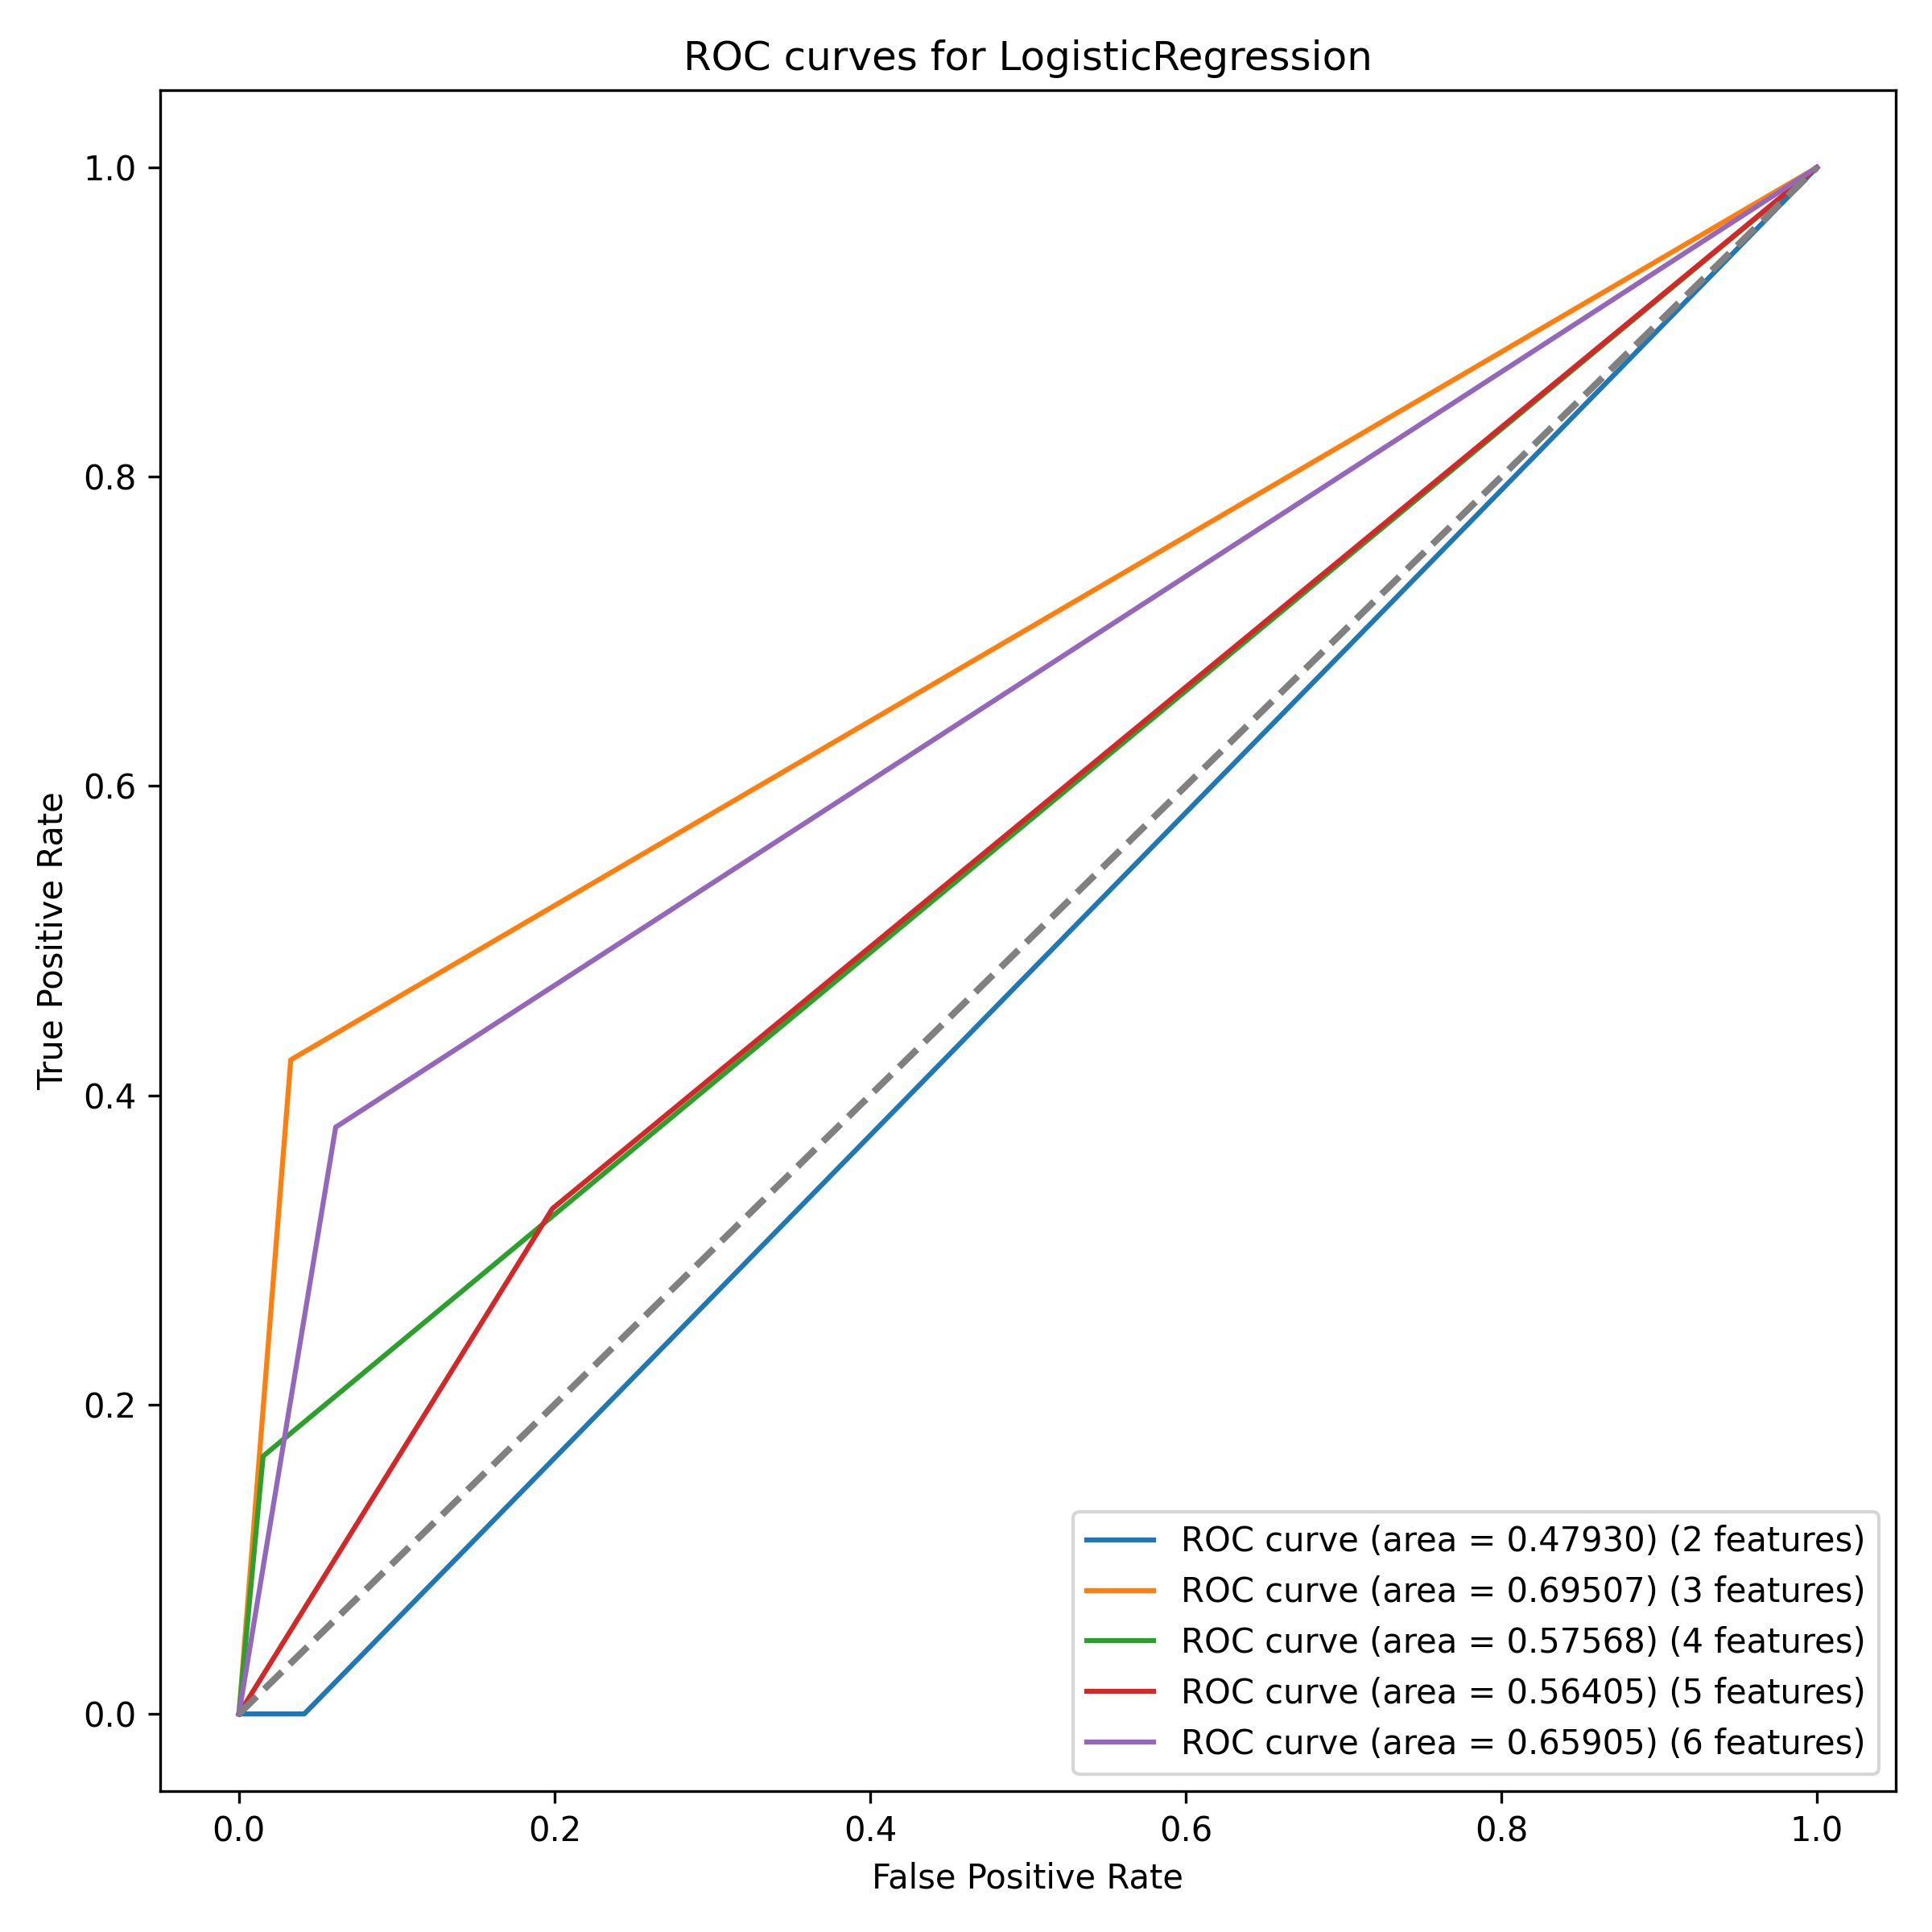 ROC curves for LogisticRegression
True Positive Rate
1.0
0.8
0.6
0.4
0.2
0.0
ROC curve (area = 0.47930) (2 features)
ROC curve (area = 0.69507) (3 features)
ROC curve (area = 0.57568) (4 features)
ROC curve (area = 0.56405) (5 features)
ROC curve (area = 0.65905) (6 features)
0.0 0.2 0.4 0.6 0.8 1.0
False Positive Rate